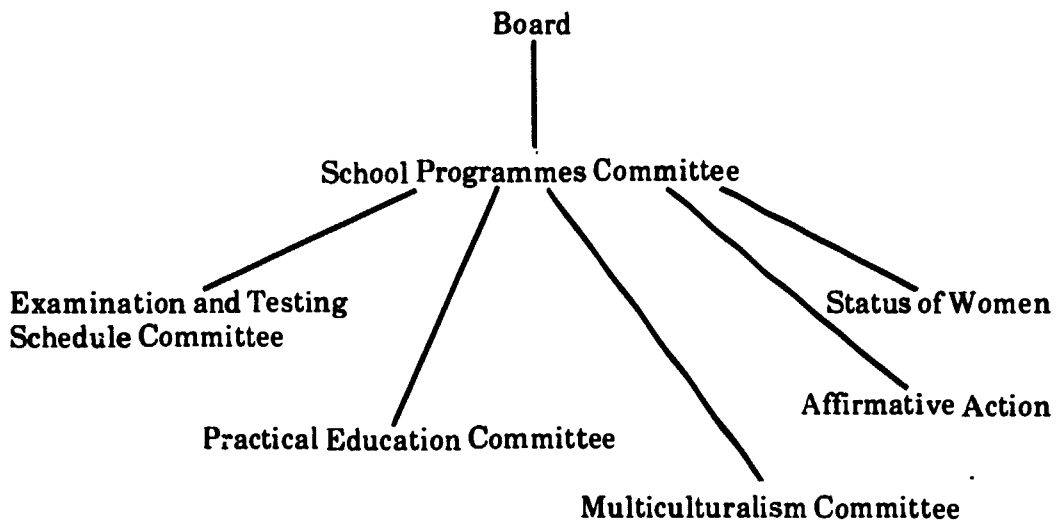 Board
School Programmes Committee
Examination and Testing
Schedule Committee
Status of Women
Affirmative Action
Practical Education Committee
Multiculturalism Committee